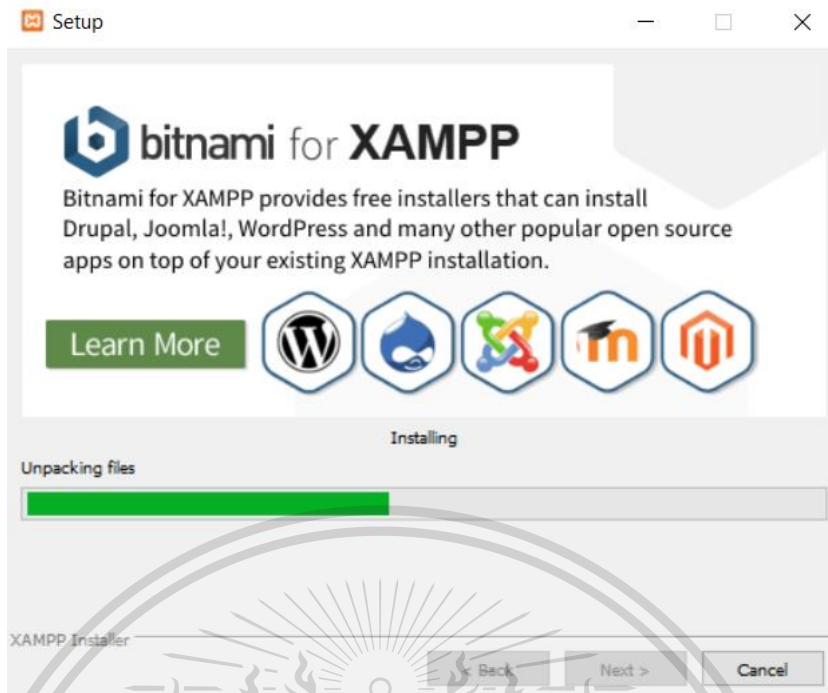 Setup
bitnami for XAMPP
Bitnami for XAMPP provides free installers that can install
Drupal, Joomla!, WordPress and many other popular open source
apps on top of your existing XAMPP installation.
Learn More
Installing
Unpacking files
XAMPP Installer
< Back
Next >
Cancel